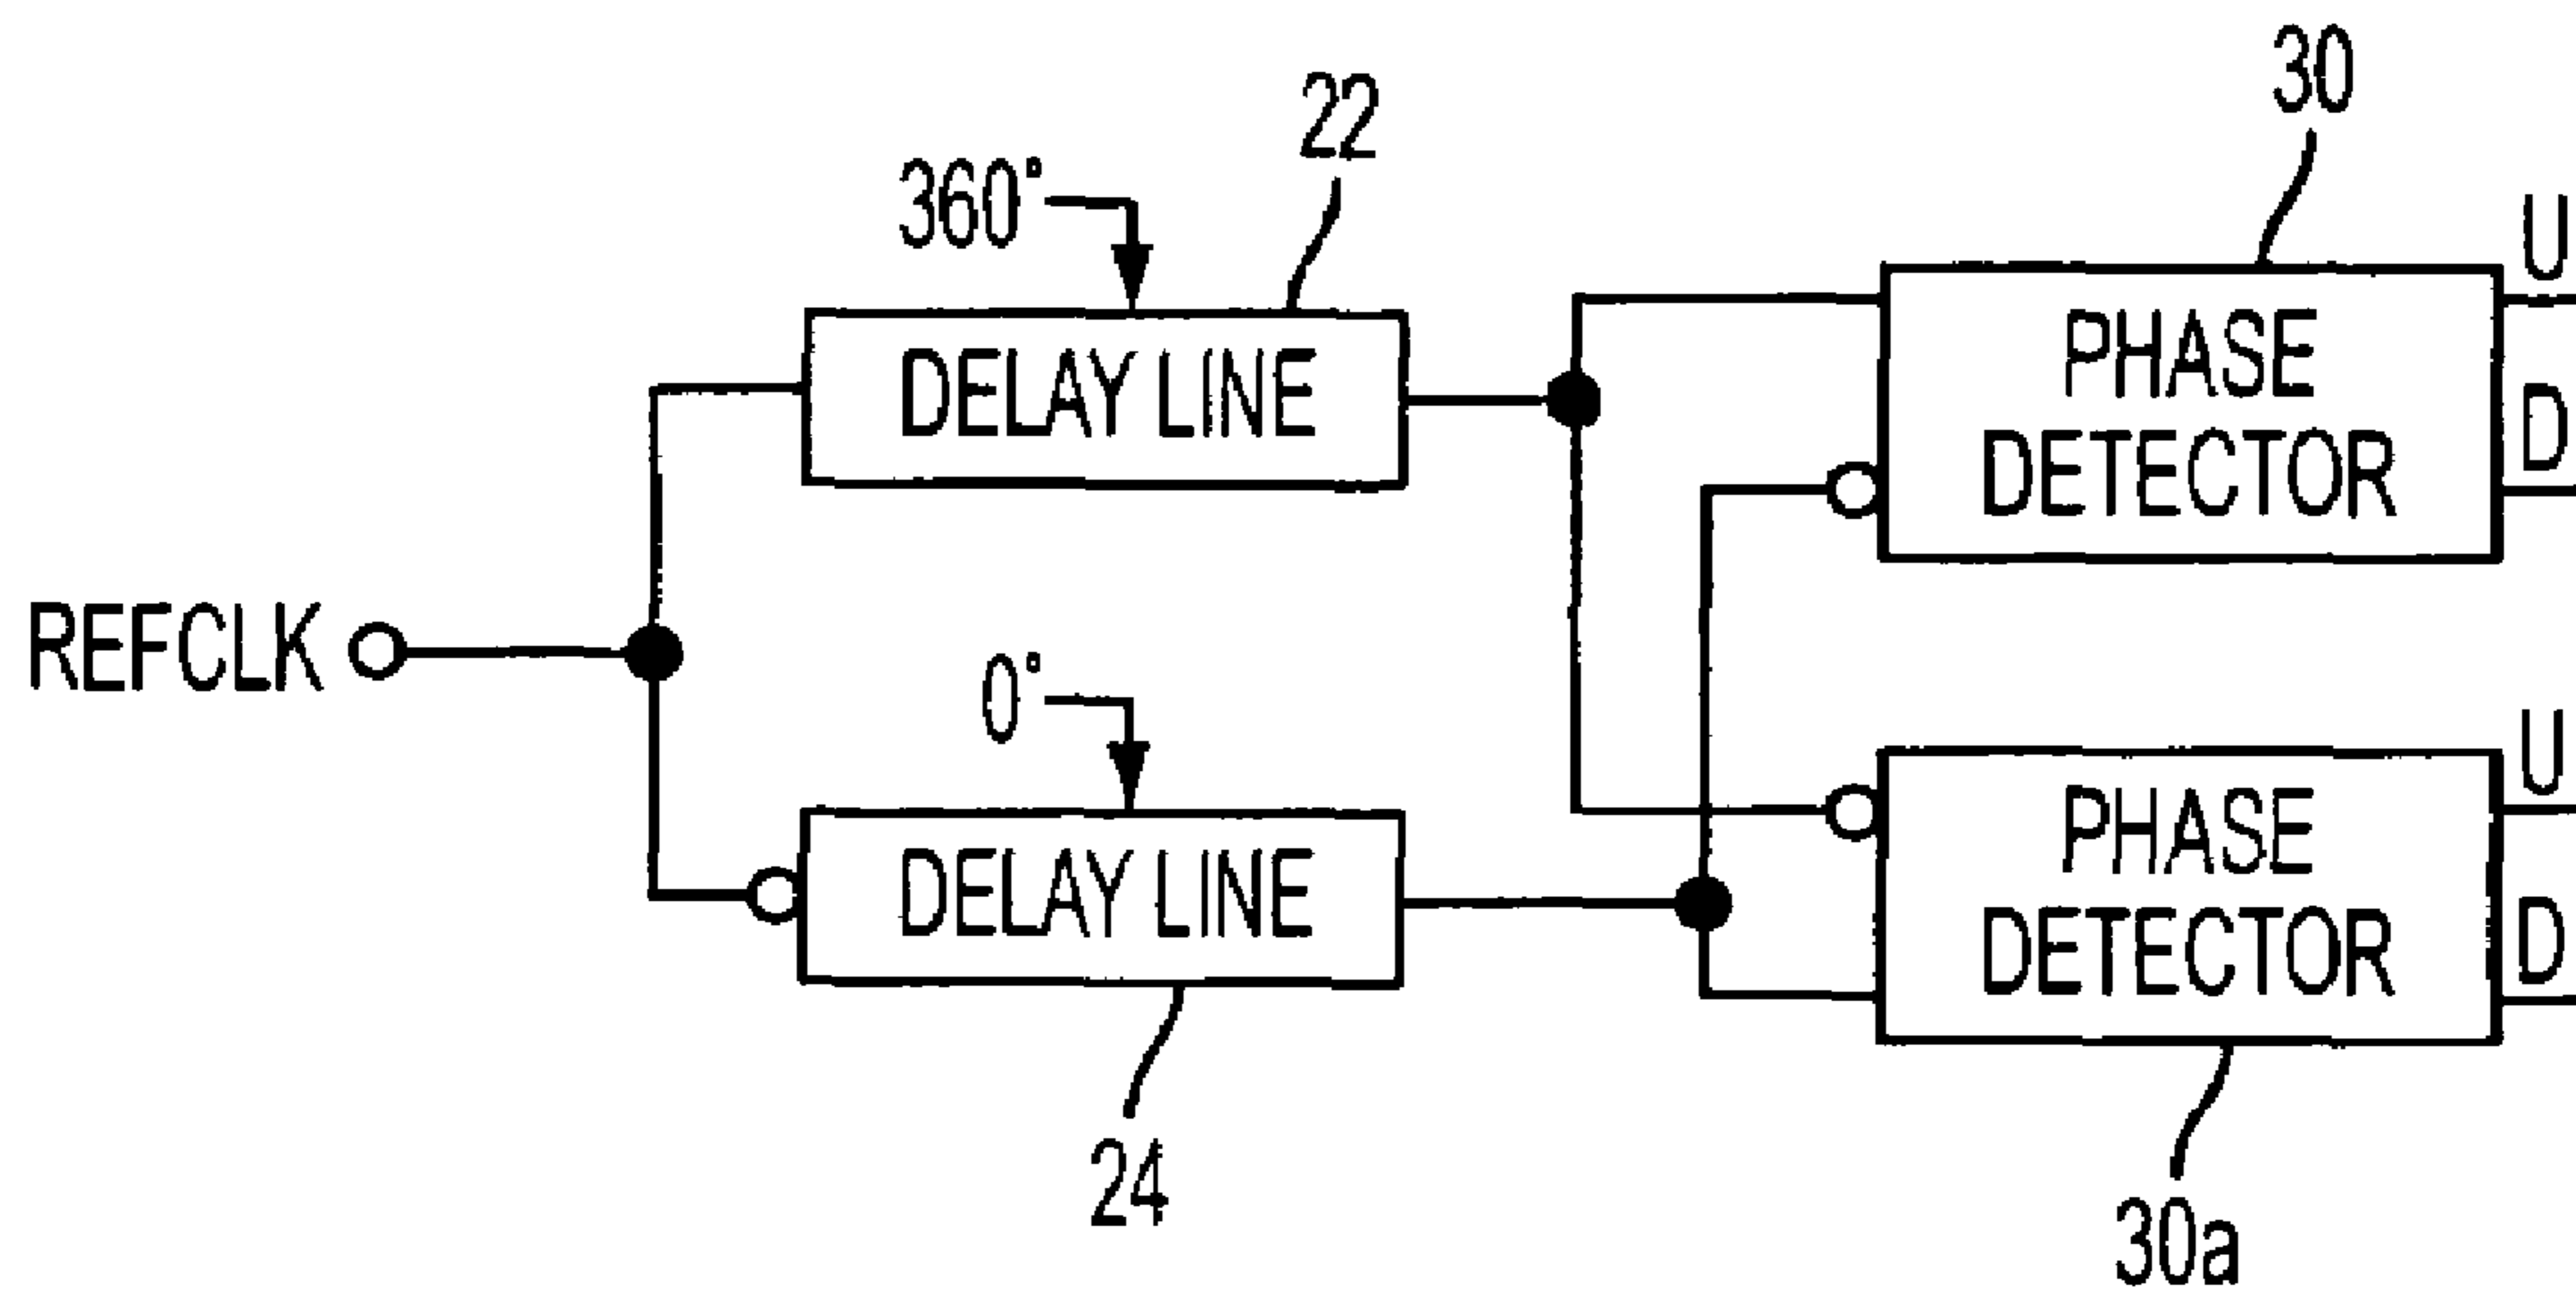 30
22
360°
U
DELAY LINE
PHASE
DETECTOR
D
REFCLK
0°
U
DELAY LINE
PHASE
DETECTOR
D
24
30a